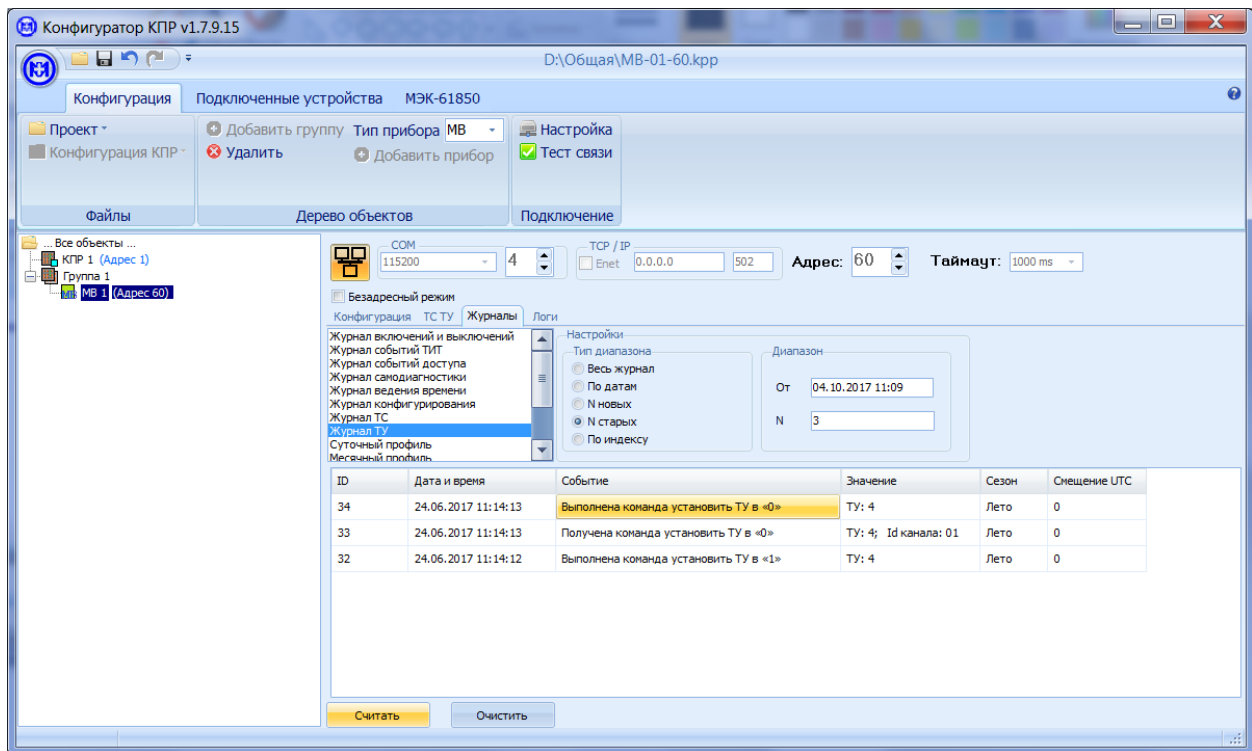 Конфигуратор КПР v1.7.9.15
D:\Общая\МВ-01-60.kpp
Конфигурация Подключенные устройства МЭК-61850
Проект Добавить группу Тип прибора МВ Настройка
Конфигурация КПР Удалить Добавить прибор Тест связи
Файлы Дерево объектов Подключение
... Все объекты ...
КПР 1 (Адрес 1)
Группа 1
МВ 1 (Адрес 60)
COM TCP / IP
115200 4 Enet 0.0.0.0 502 Адрес: 60 Таймаут: 1000 ms
Безадресный режим
Конфигурация ТС ТУ Журналы Логи
Журнал включений и выключений
Журнал событий ТИТ
Журнал событий доступа
Журнал самодиагностики
Журнал ведения времени
Журнал конфигурирования
Журнал ТС
Журнал ТУ
Суточный профиль
Месячный профиль
Настройки
Тип диапазона
Весь журнал
По датам
N новых
N старых
По индексу
Диапазон
От 04.10.2017 11:09
N 3
ID Дата и время Событие Значение Сезон Смещение UTC
34 24.06.2017 11:14:13 Выполнена команда установить ТУ в «0» ТУ: 4 Лето 0
33 24.06.2017 11:14:13 Получена команда установить ТУ в «0» ТУ: 4; Id канала: 01 Лето 0
32 24.06.2017 11:14:12 Выполнена команда установить ТУ в «1» ТУ: 4 Лето 0
Считать Очистить